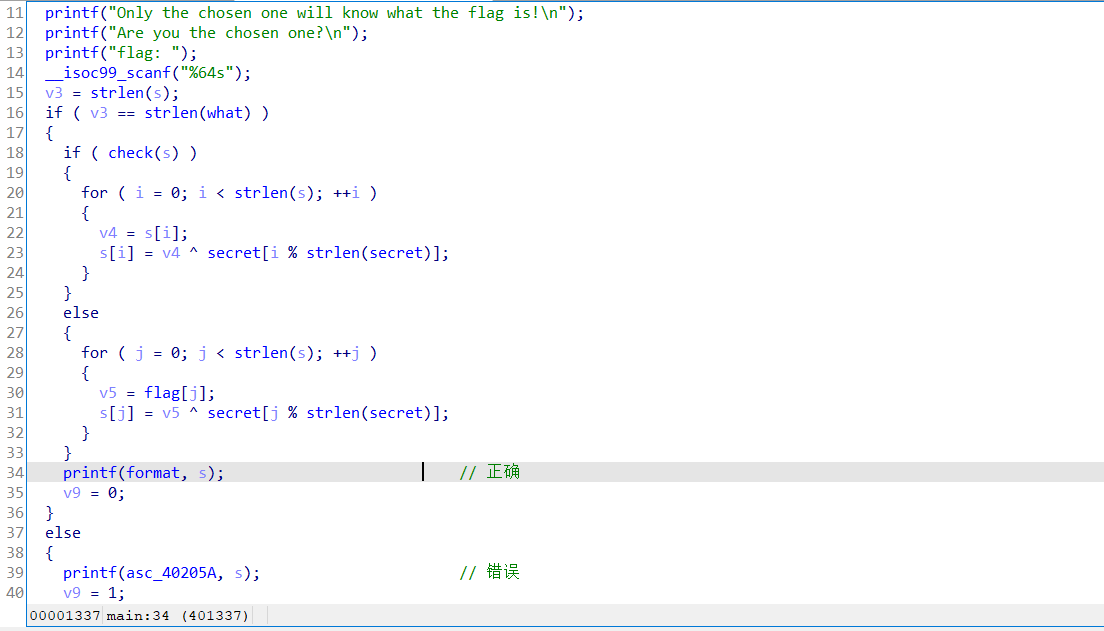 11 printf("Only the chosen one will know what the flag is!\n");
12 printf("Are you the chosen one?\n");
13 printf("flag: ");
14 __isoc99_scanf("%64s");
15 v3 = strlen(s);
16 if ( v3 == strlen(what) )
17 {
18 if ( check(s) )
19 {
20 for ( i = 0; i < strlen(s); ++i )
21 {
22 v4 = s[i];
23 s[i] = v4 ^ secret[i % strlen(secret)];
24 }
25 }
26 else
27 {
28 for ( j = 0; j < strlen(s); ++j )
29 {
30 v5 = flag[j];
31 s[j] = v5 ^ secret[j % strlen(secret)];
32 }
33 }
34 printf(format, s); // 正确
35 v9 = 0;
36 }
37 else
38 {
39 printf(asc_40205A, s); // 错误
40 v9 = 1;
00001337 main:34 (401337)